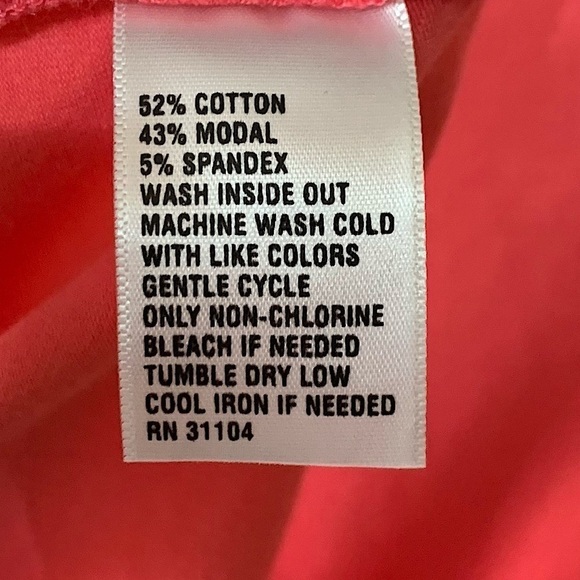 52% COTTON
43% MODAL
5% SPANDEX
WASH INSIDE OUT
MACHINE WASH COLD
WITH LIKE COLORS
GENTLE CYCLE
ONLY NON-CHLORINE
BLEACH IF NEEDED
TUMBLE DRY LOW
COOL IRON IF NEEDED
RN 31104